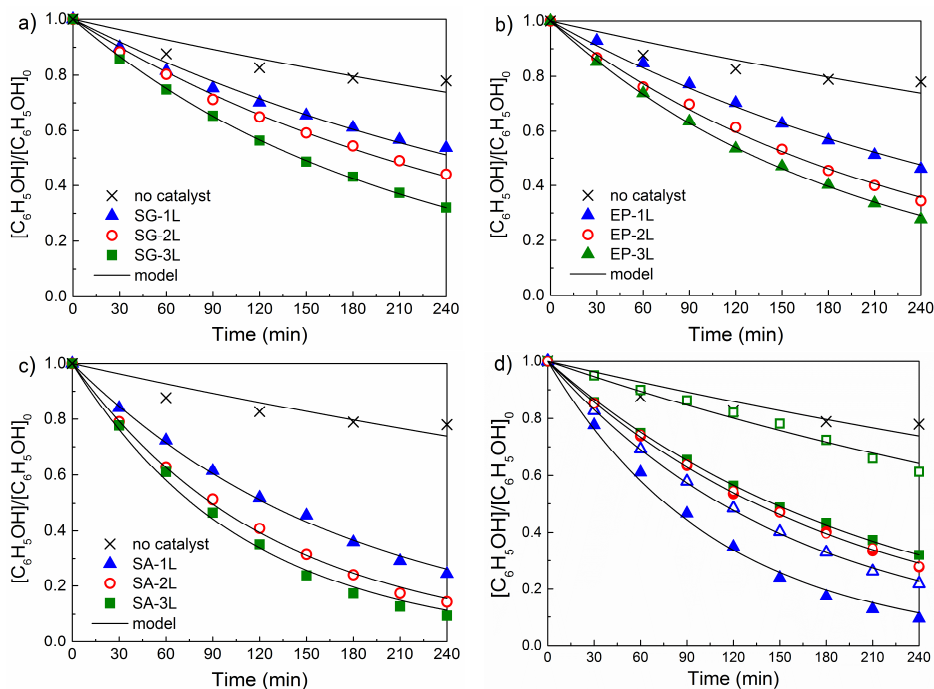 a)
[C₆H₅OH]/[C₆H₅OH]₀
1.0
0.8
0.6
0.4
0.2
0.0
no catalyst
SG-1L
SG-2L
SG-3L
model
0 30 60 90 120 150 180 210 240
Time (min)
b)
[C₆H₅OH]/[C₆H₅OH]₀
1.0
0.8
0.6
0.4
0.2
0.0
no catalyst
EP-1L
EP-2L
EP-3L
model
0 30 60 90 120 150 180 210 240
Time (min)
c)
[C₆H₅OH]/[C₆H₅OH]₀
1.0
0.8
0.6
0.4
0.2
0.0
no catalyst
SA-1L
SA-2L
SA-3L
model
0 30 60 90 120 150 180 210 240
Time (min)
d)
[C₆H₅OH]/[C₆H₅OH]₀
1.0
0.8
0.6
0.4
0.2
0.0
0 30 60 90 120 150 180 210 240
Time (min)